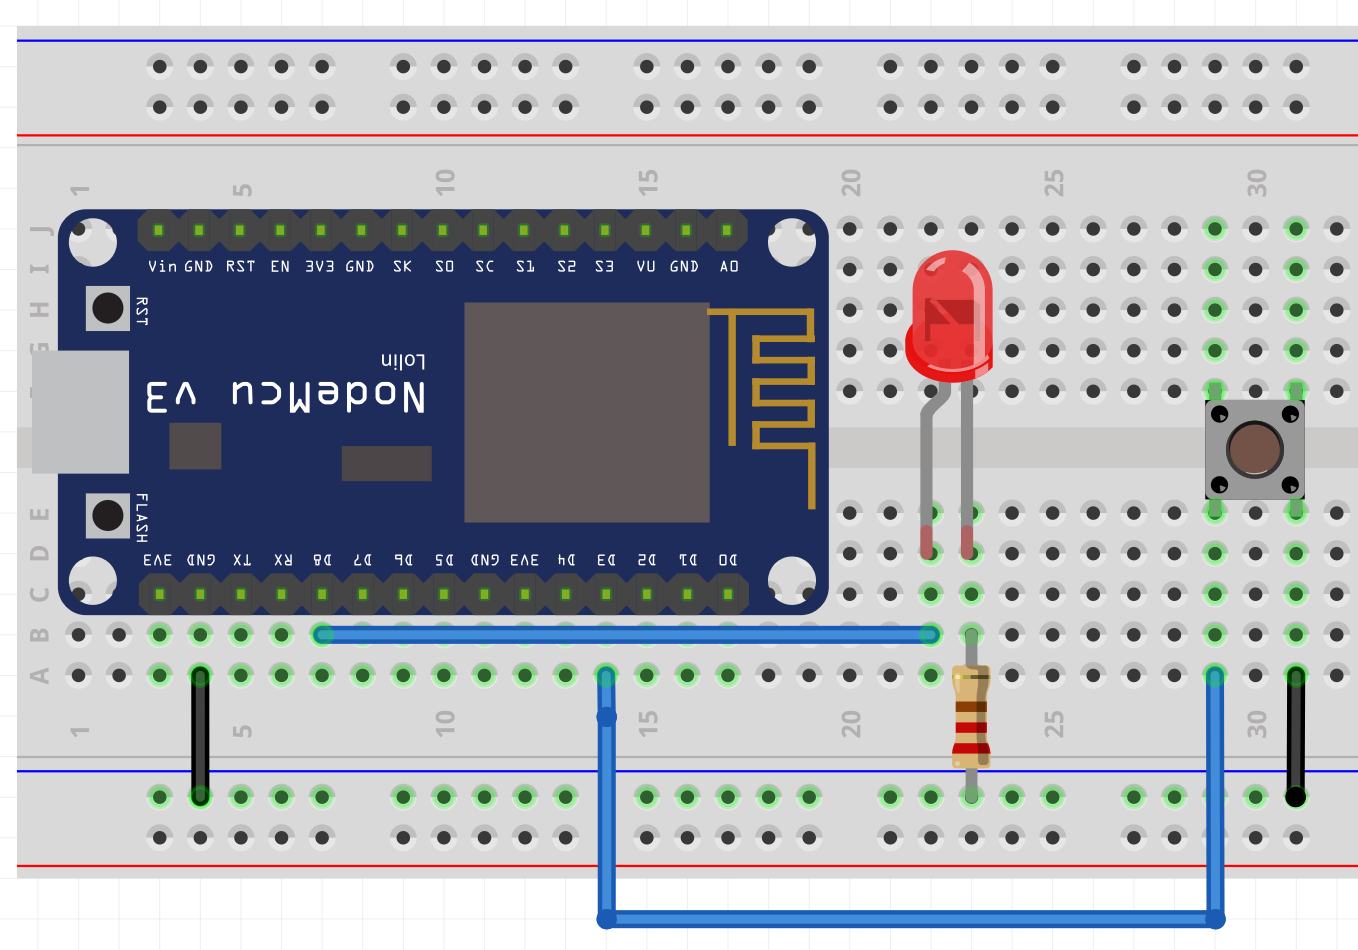 1 5 10 15 20 25 30
J
Vin GND RST EN 3V3 GND SK SO SC S1 S2 S3 VU GND AO
I
H
RST
G
Lolin
NodeMcu v3
FLASH
E
D
3V3 GND TX RX D8 D7 D6 D5 GND 3V3 D4 D3 D2 D1 D0
C
B
A
1 5 10 15 20 25 30